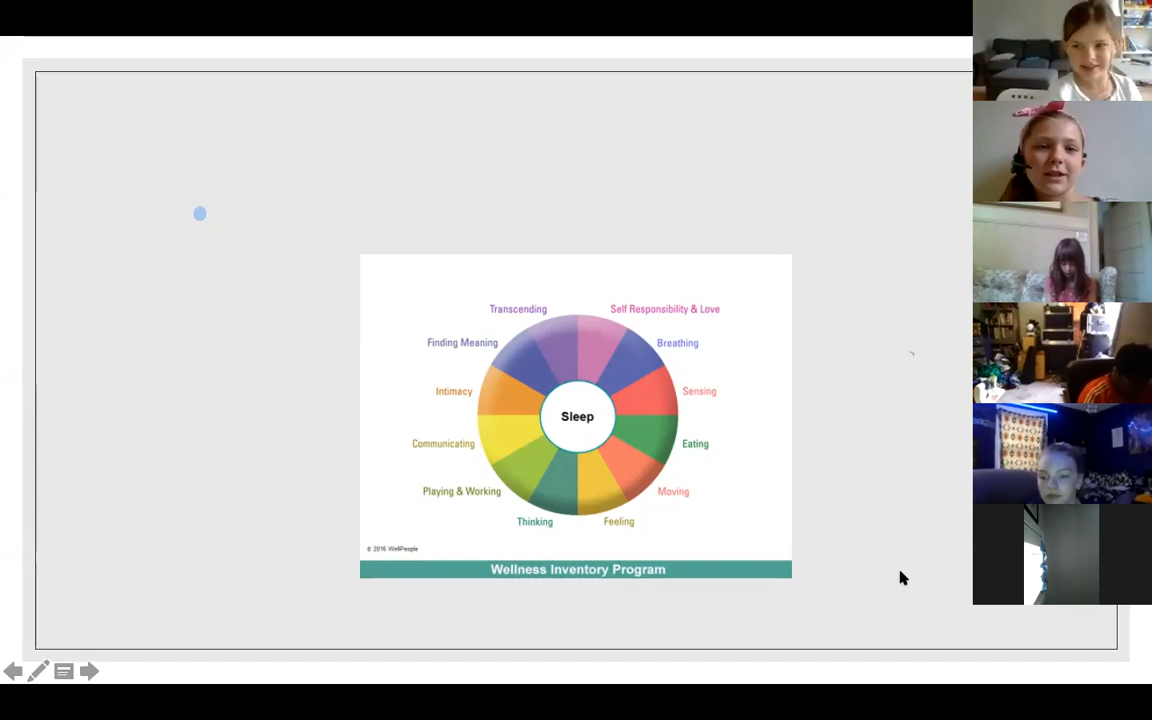 Transcending
Self Responsibility & Love
Finding Meaning
Breathing
Intimacy
Sensing
Sleep
Communicating
Eating
Playing & Working
Moving
Thinking
Feeling
© 2016 WellPeople
Wellness Inventory Program